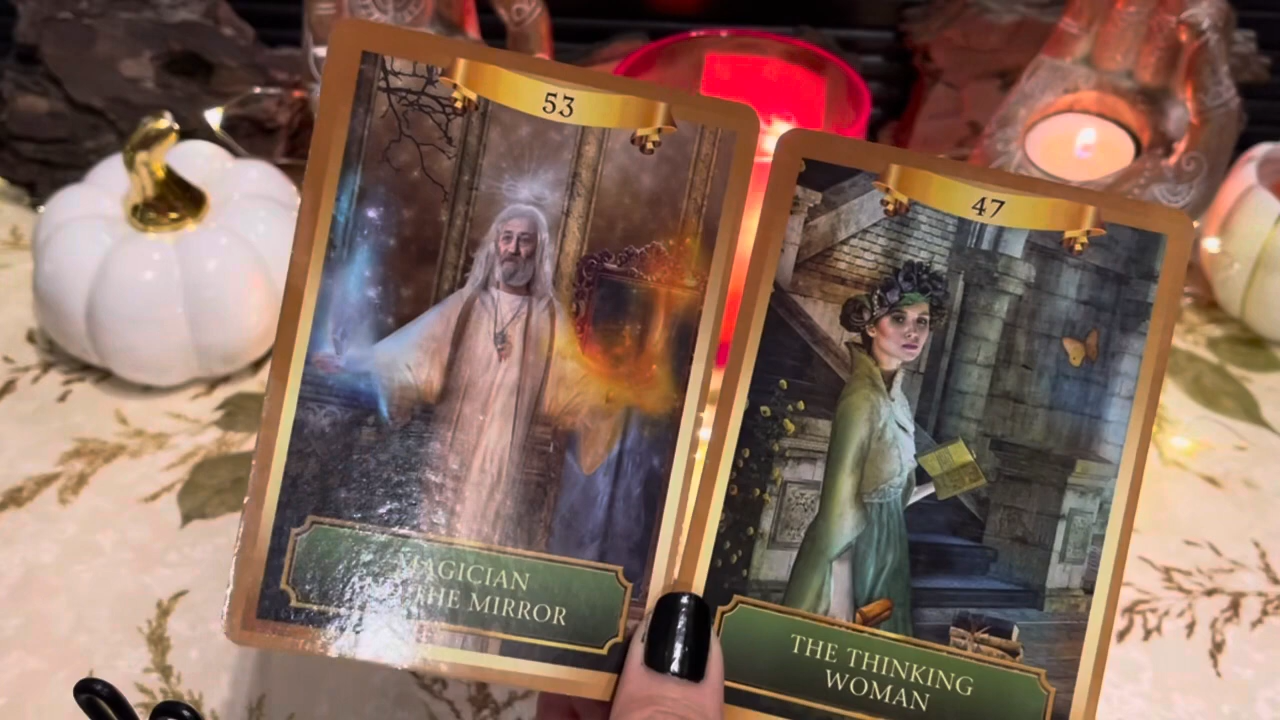 53
MAGICIAN
THE MIRROR
47
THE THINKING
WOMAN